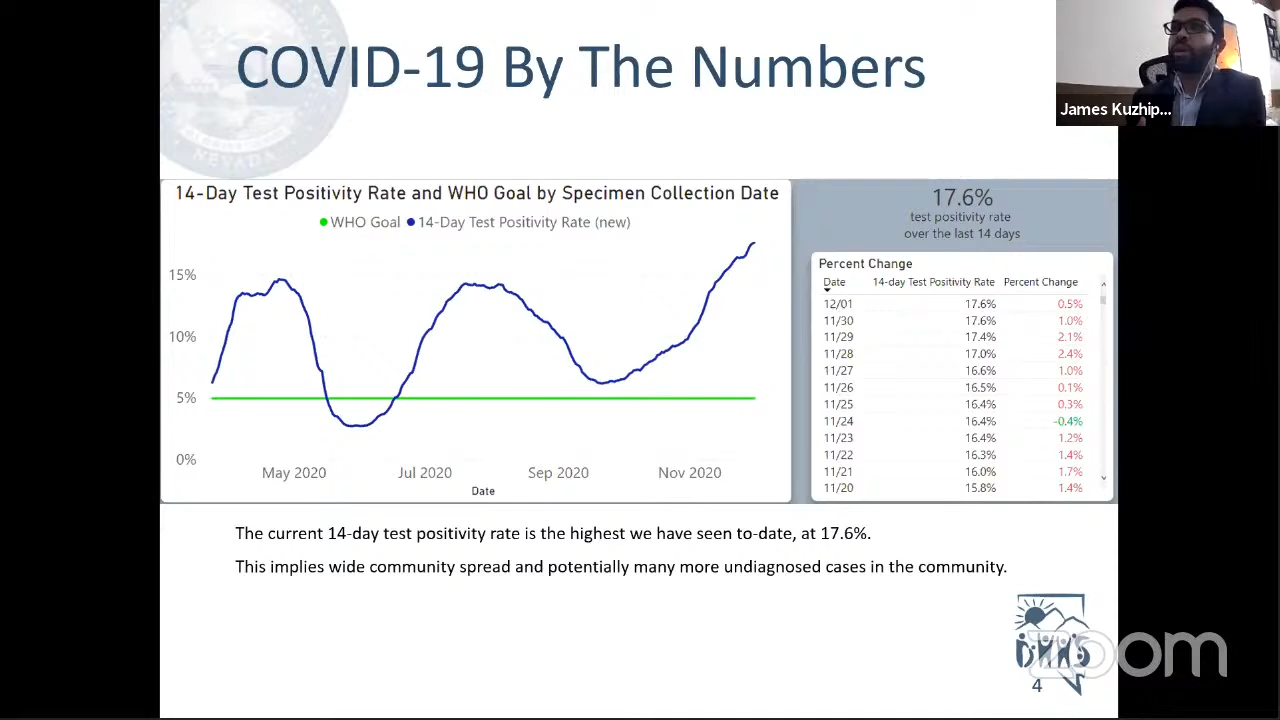 COVID-19 By The Numbers
James Kuzhip...
NEVADA
14-Day Test Positivity Rate and WHO Goal by Specimen Collection Date
WHO Goal 14-Day Test Positivity Rate (new)
15%
10%
5%
0%
May 2020 Jul 2020 Sep 2020 Nov 2020
Date
17.6%
test positivity rate
over the last 14 days
Percent Change
Date 14-day Test Positivity Rate Percent Change
12/01 17.6% 0.5%
11/30 17.6% 1.0%
11/29 17.4% 2.1%
11/28 17.0% 2.4%
11/27 16.6% 1.0%
11/26 16.5% 0.1%
11/25 16.4% 0.3%
11/24 16.4% -0.4%
11/23 16.4% 1.2%
11/22 16.3% 1.4%
11/21 16.0% 1.7%
11/20 15.8% 1.4%
The current 14-day test positivity rate is the highest we have seen to-date, at 17.6%.
This implies wide community spread and potentially many more undiagnosed cases in the community.
DHHS
zoom
4